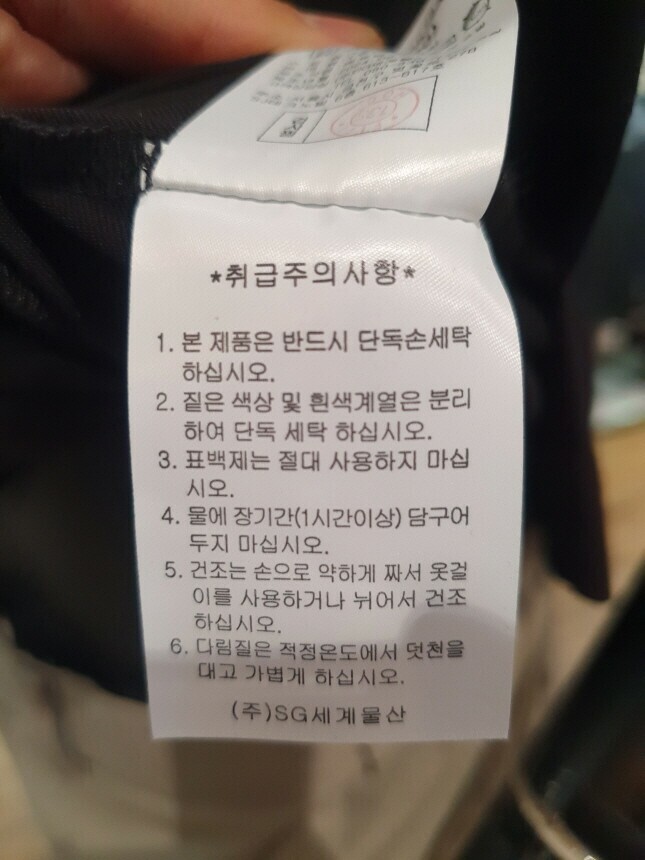 *취급주의사항*
1. 본 제품은 반드시 단독손세탁
하십시오.
2. 짙은 색상 및 흰색계열은 분리
하여 단독 세탁 하십시오.
3. 표백제는 절대 사용하지 마십
시오.
4. 물에 장기간(1시간이상) 담구어
두지 마십시오.
5. 건조는 손으로 약하게 짜서 옷걸
이를 사용하거나 뉘어서 건조
하십시오.
6. 다림질은 적정온도에서 덧천을
대고 가볍게 하십시오.
(주)SG세계물산